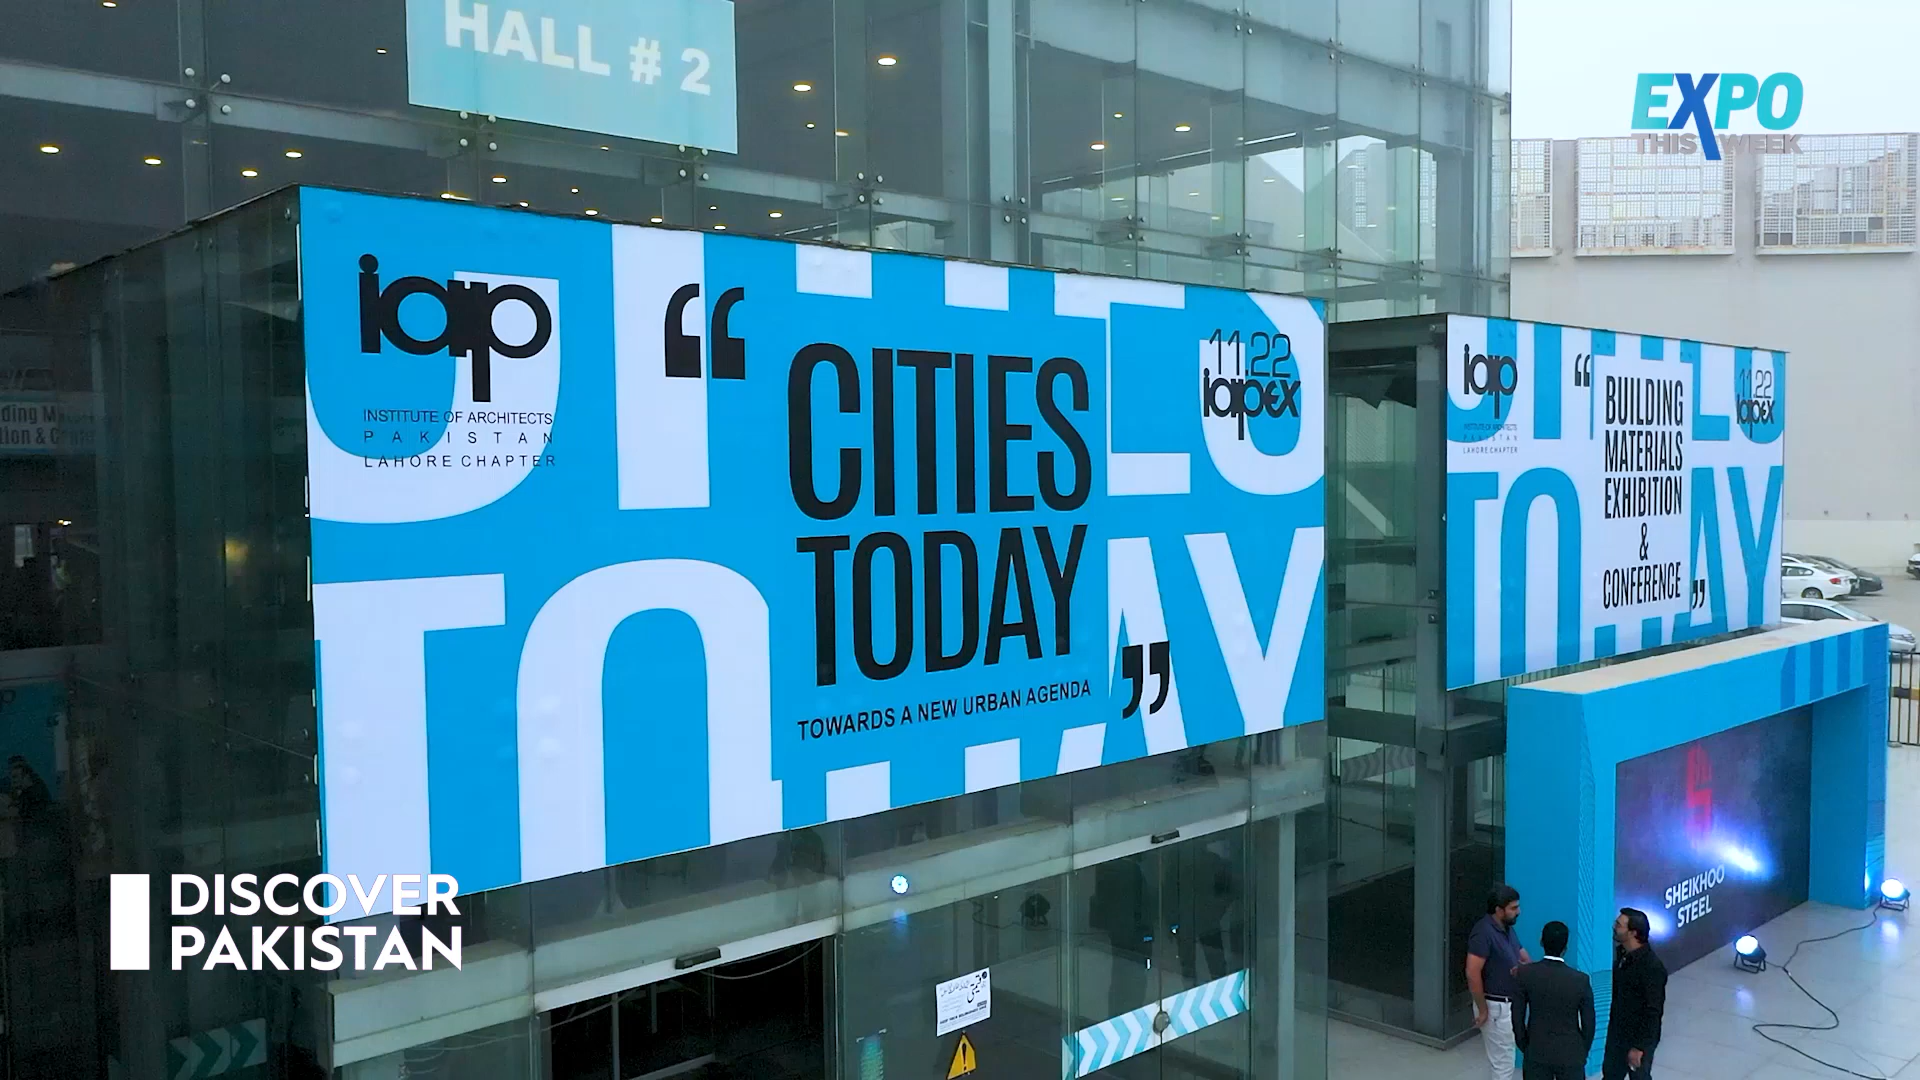 HALL # 2
EXPO
THIS WEEK
iap
INSTITUTE OF ARCHITECTS
PAKISTAN
LAHORE CHAPTER
“CITIES
TODAY
TOWARDS A NEW URBAN AGENDA”
11.22
iapex
iap
INSTITUTE OF ARCHITECTS
PAKISTAN
LAHORE CHAPTER
“BUILDING
MATERIALS
EXHIBITION
&
CONFERENCE”
11.22
iapex
SHEIKHOO
STEEL
DISCOVER
PAKISTAN